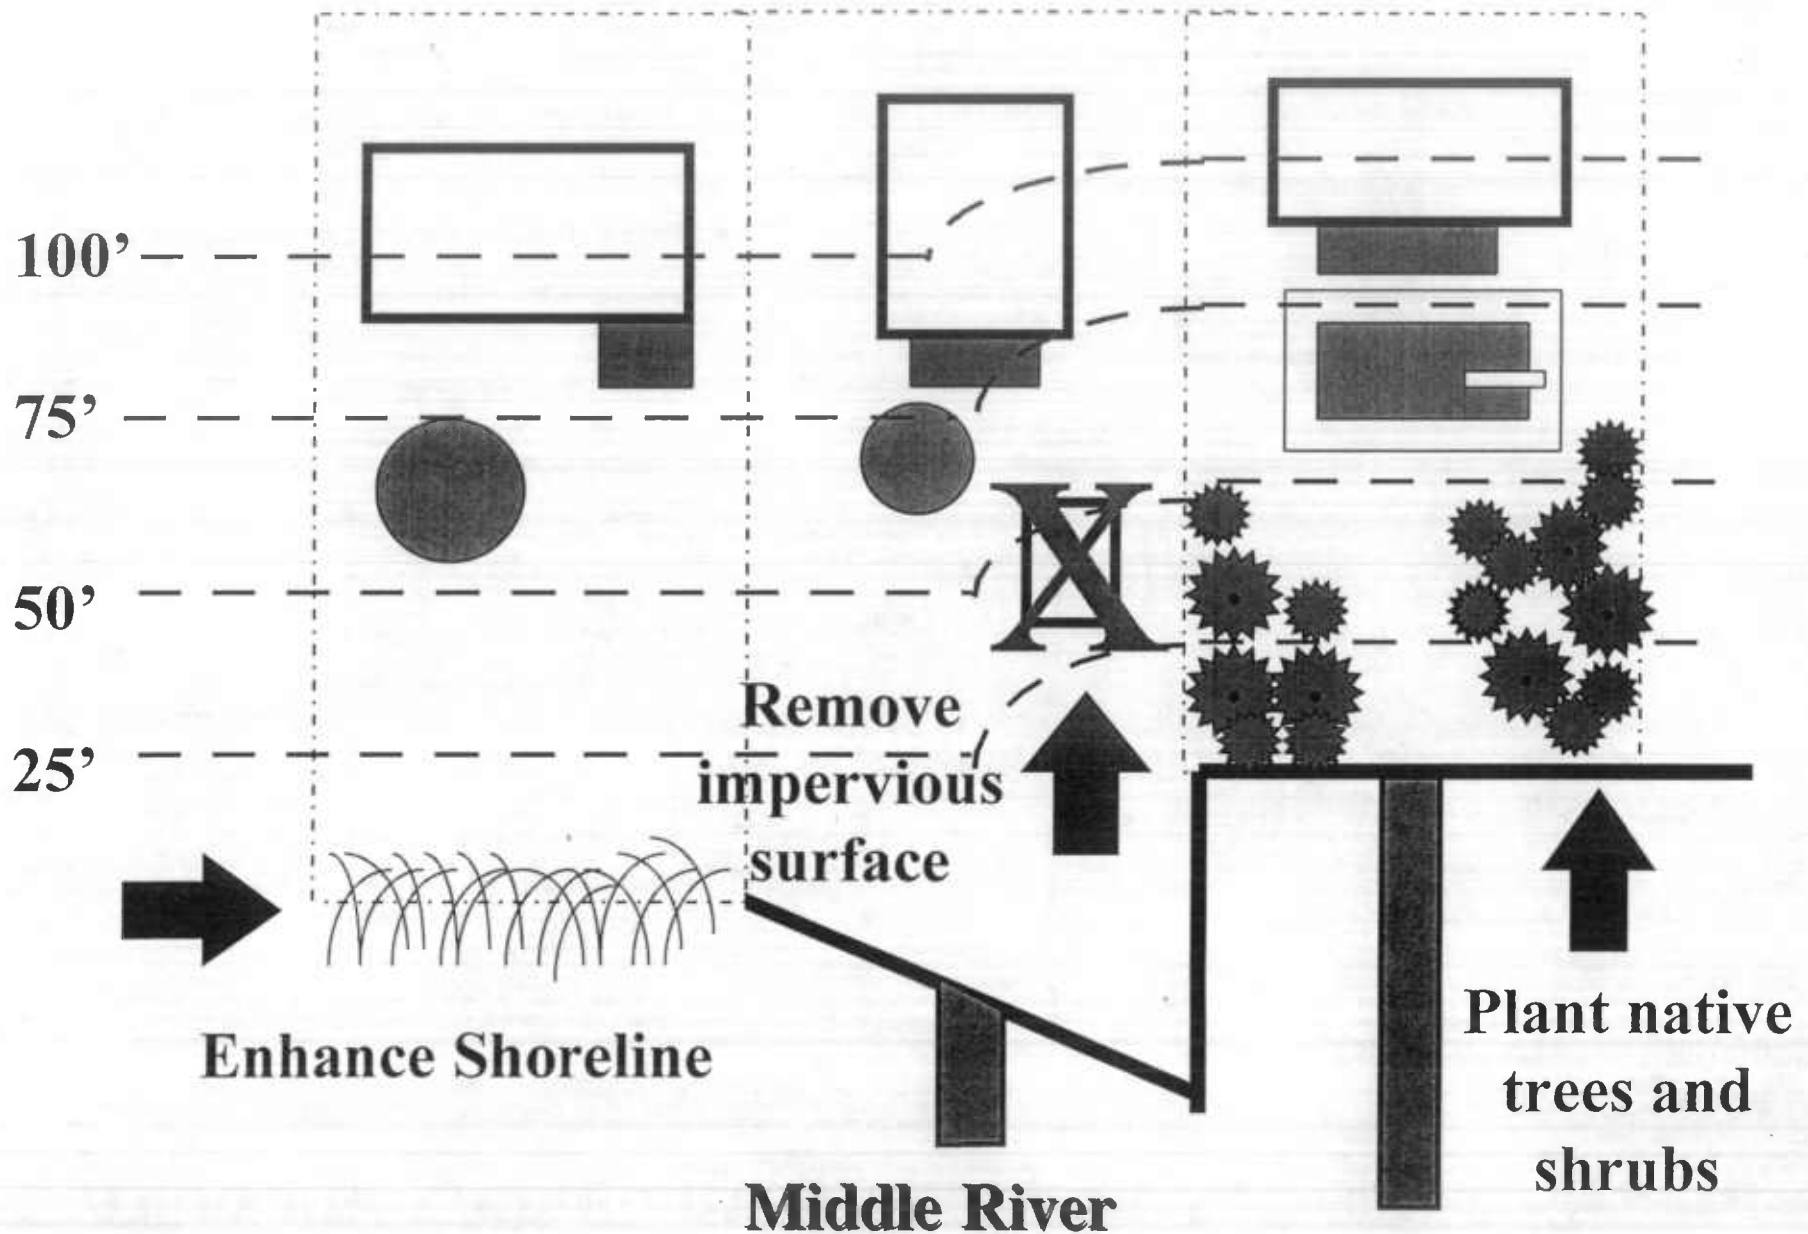 100’
75’
50’
25’
Remove
impervious
surface
Enhance Shoreline
Plant native
trees and
shrubs
Middle River